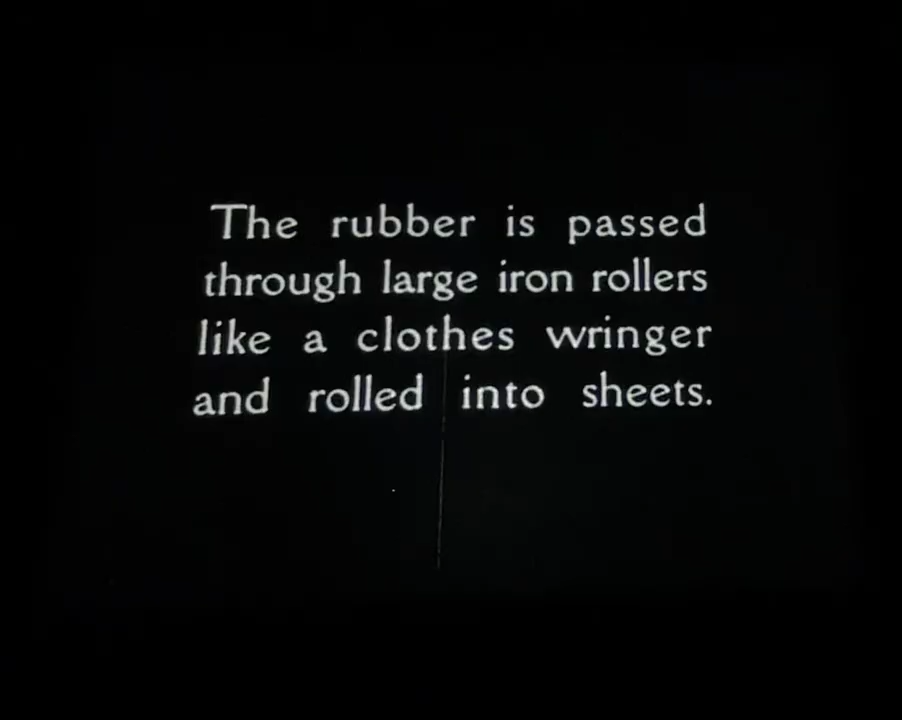 The rubber is passed
through large iron rollers
like a clothes wringer
and rolled into sheets.